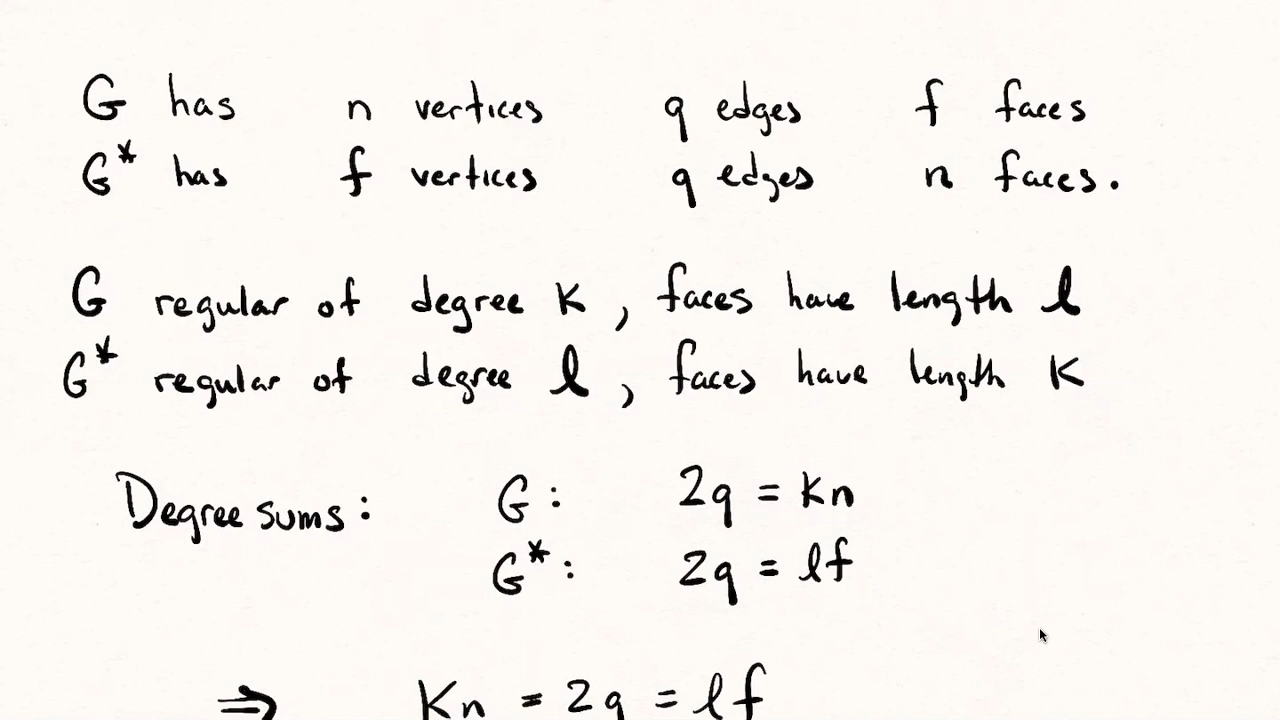 G has n vertices q edges f faces
G* has f vertices q edges n faces.
G regular of degree k, faces have length l
G* regular of degree l, faces have length k
Degree sums: G: 2q = kn
G*: 2q = lf
⇒ kn = 2q = lf